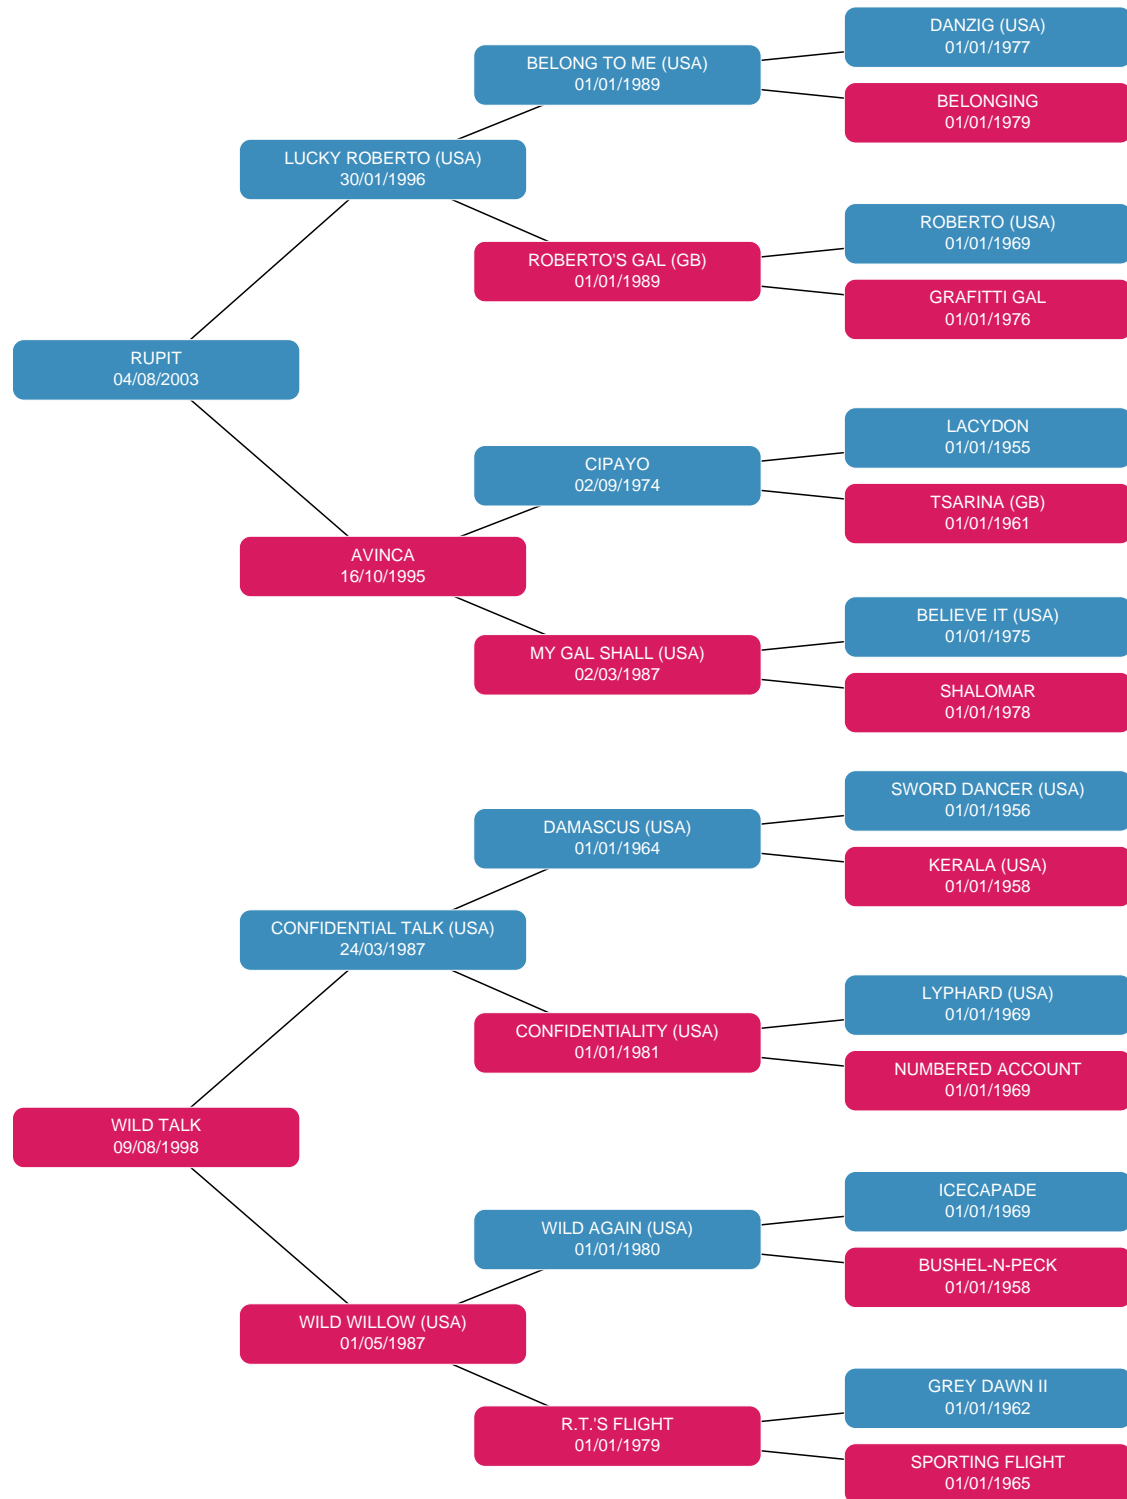 DANZIG (USA)
01/01/1977
BELONG TO ME (USA)
01/01/1989
BELONGING
01/01/1979
LUCKY ROBERTO (USA)
30/01/1996
ROBERTO (USA)
01/01/1969
ROBERTO'S GAL (GB)
01/01/1989
GRAFITTI GAL
01/01/1976
RUPIT
04/08/2003
LACYDON
01/01/1955
CIPAYO
02/09/1974
TSARINA (GB)
01/01/1961
AVINCA
16/10/1995
BELIEVE IT (USA)
01/01/1975
MY GAL SHALL (USA)
02/03/1987
SHALOMAR
01/01/1978
SWORD DANCER (USA)
01/01/1956
DAMASCUS (USA)
01/01/1964
KERALA (USA)
01/01/1958
CONFIDENTIAL TALK (USA)
24/03/1987
LYPHARD (USA)
01/01/1969
CONFIDENTIALITY (USA)
01/01/1981
NUMBERED ACCOUNT
01/01/1969
WILD TALK
09/08/1998
ICECAPADE
01/01/1969
WILD AGAIN (USA)
01/01/1980
BUSHEL-N-PECK
01/01/1958
WILD WILLOW (USA)
01/05/1987
GREY DAWN II
01/01/1962
R.T.'S FLIGHT
01/01/1979
SPORTING FLIGHT
01/01/1965